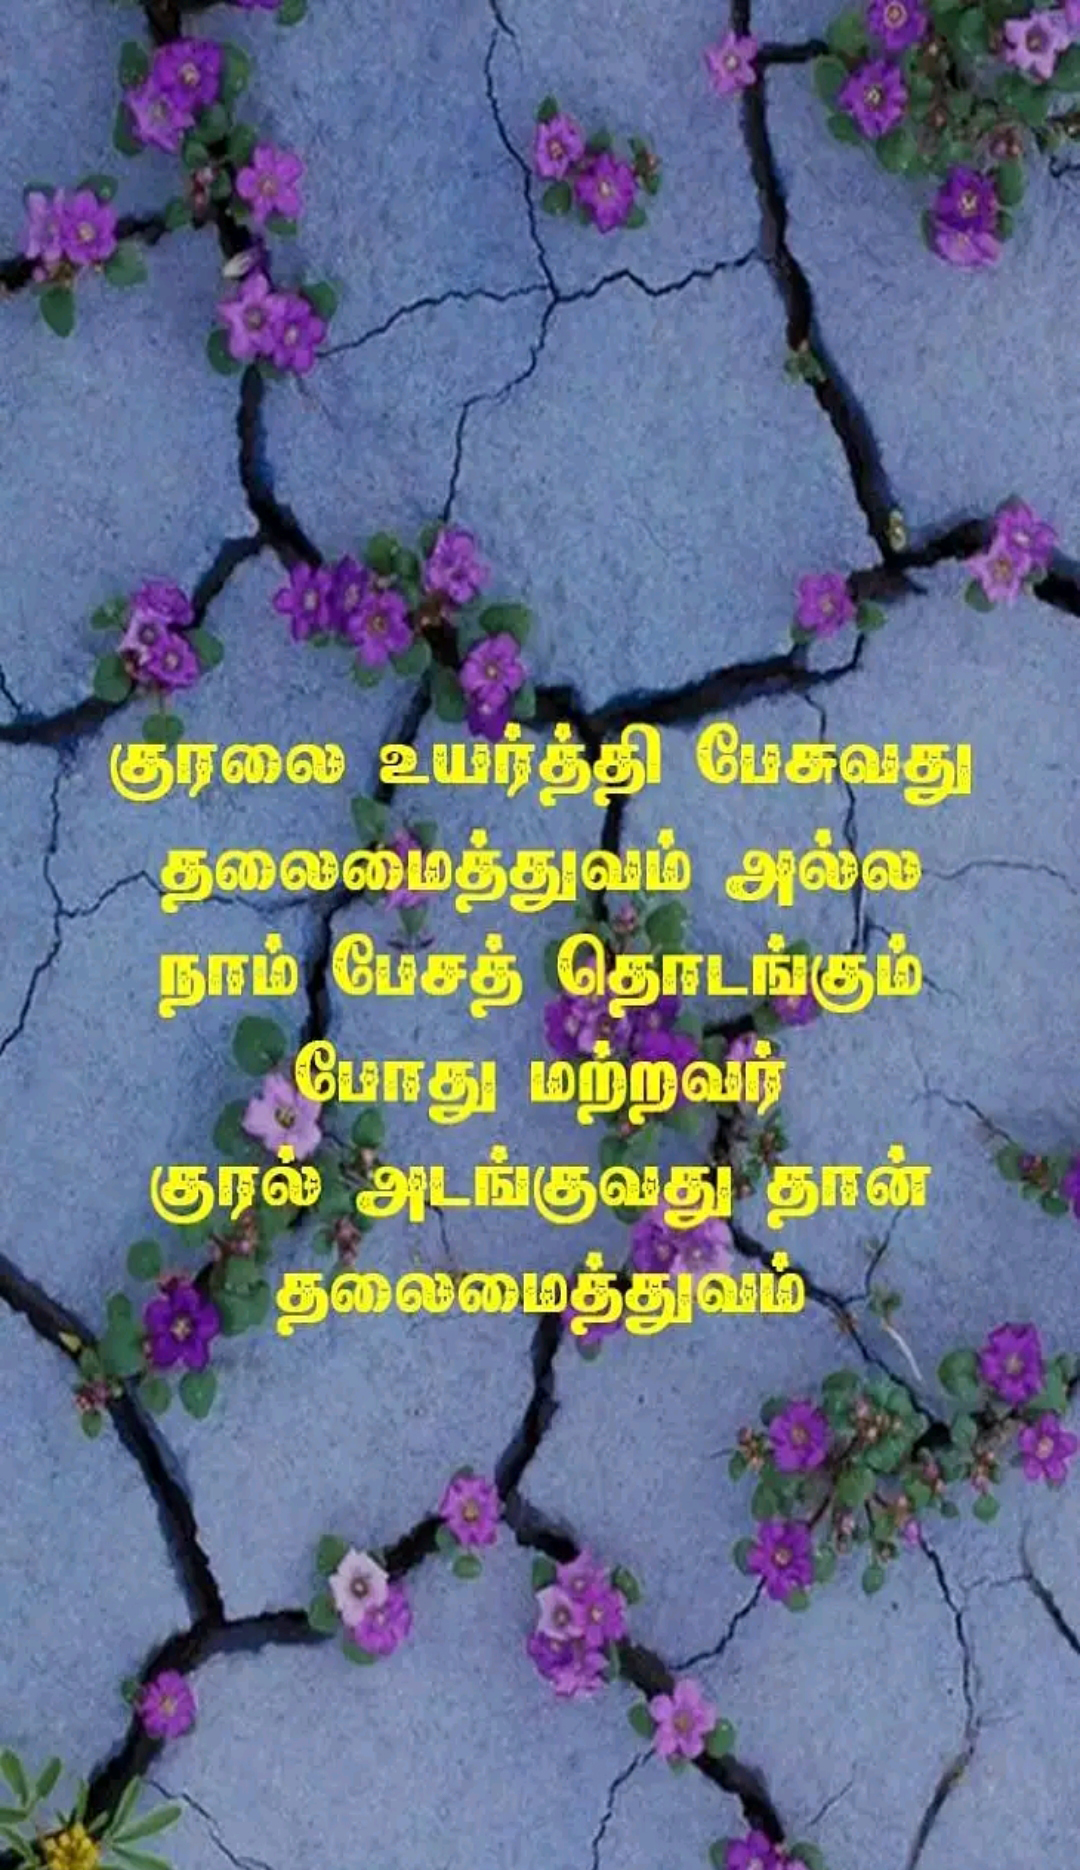 குரலை உயர்த்தி பேசுவது
தலைமைத்துவம் அல்ல
நாம் பேசத் தொடங்கும்
போது மற்றவர்
குரல் அடங்குவது தான்
தலைமைத்துவம்